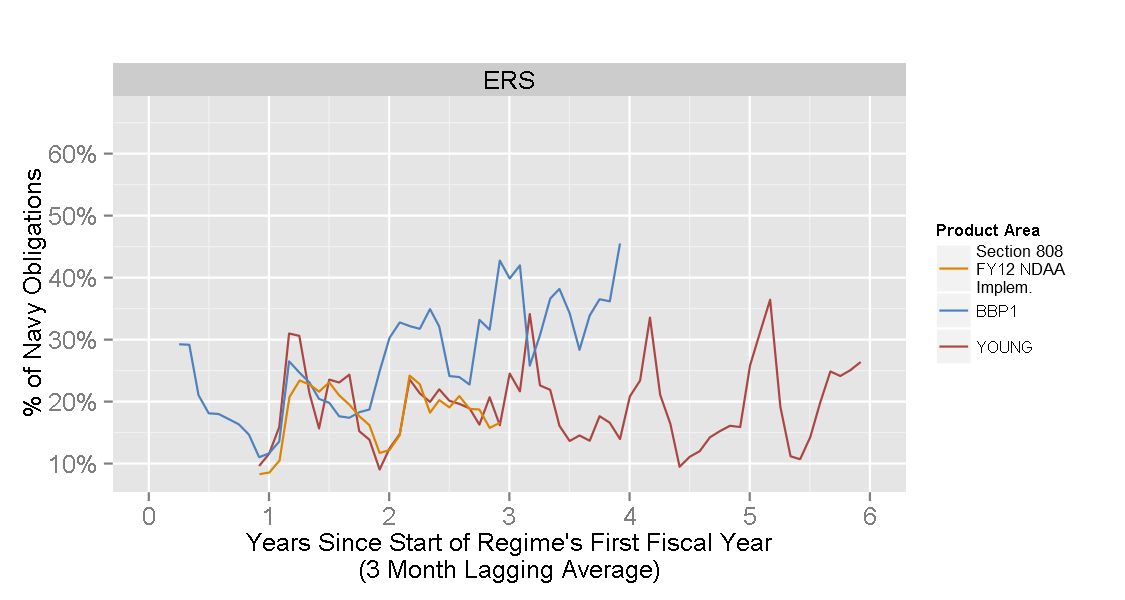 ERS
% of Navy Obligations
60%
50%
40%
30%
20%
10%
0 1 2 3 4 5 6
Years Since Start of Regime's First Fiscal Year
(3 Month Lagging Average)
Product Area
Section 808
FY12 NDAA
Implem.
BBP1
YOUNG